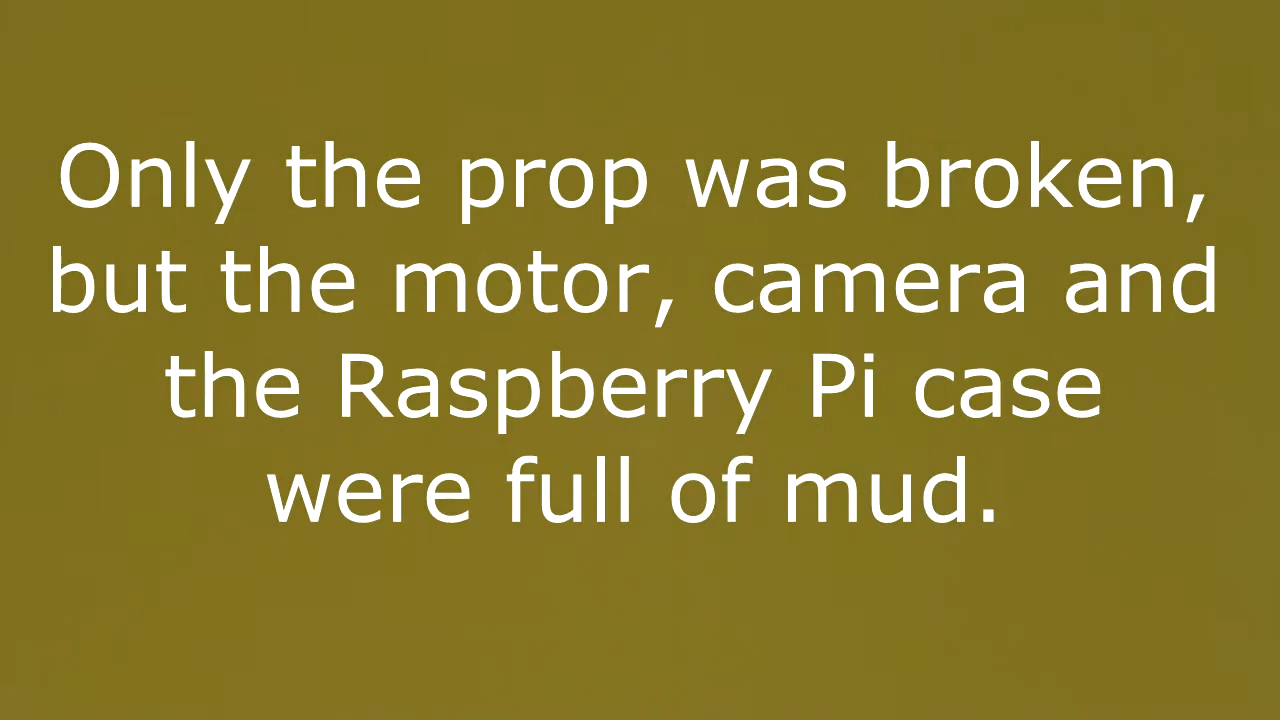 Only the prop was broken,
but the motor, camera and
the Raspberry Pi case
were full of mud.